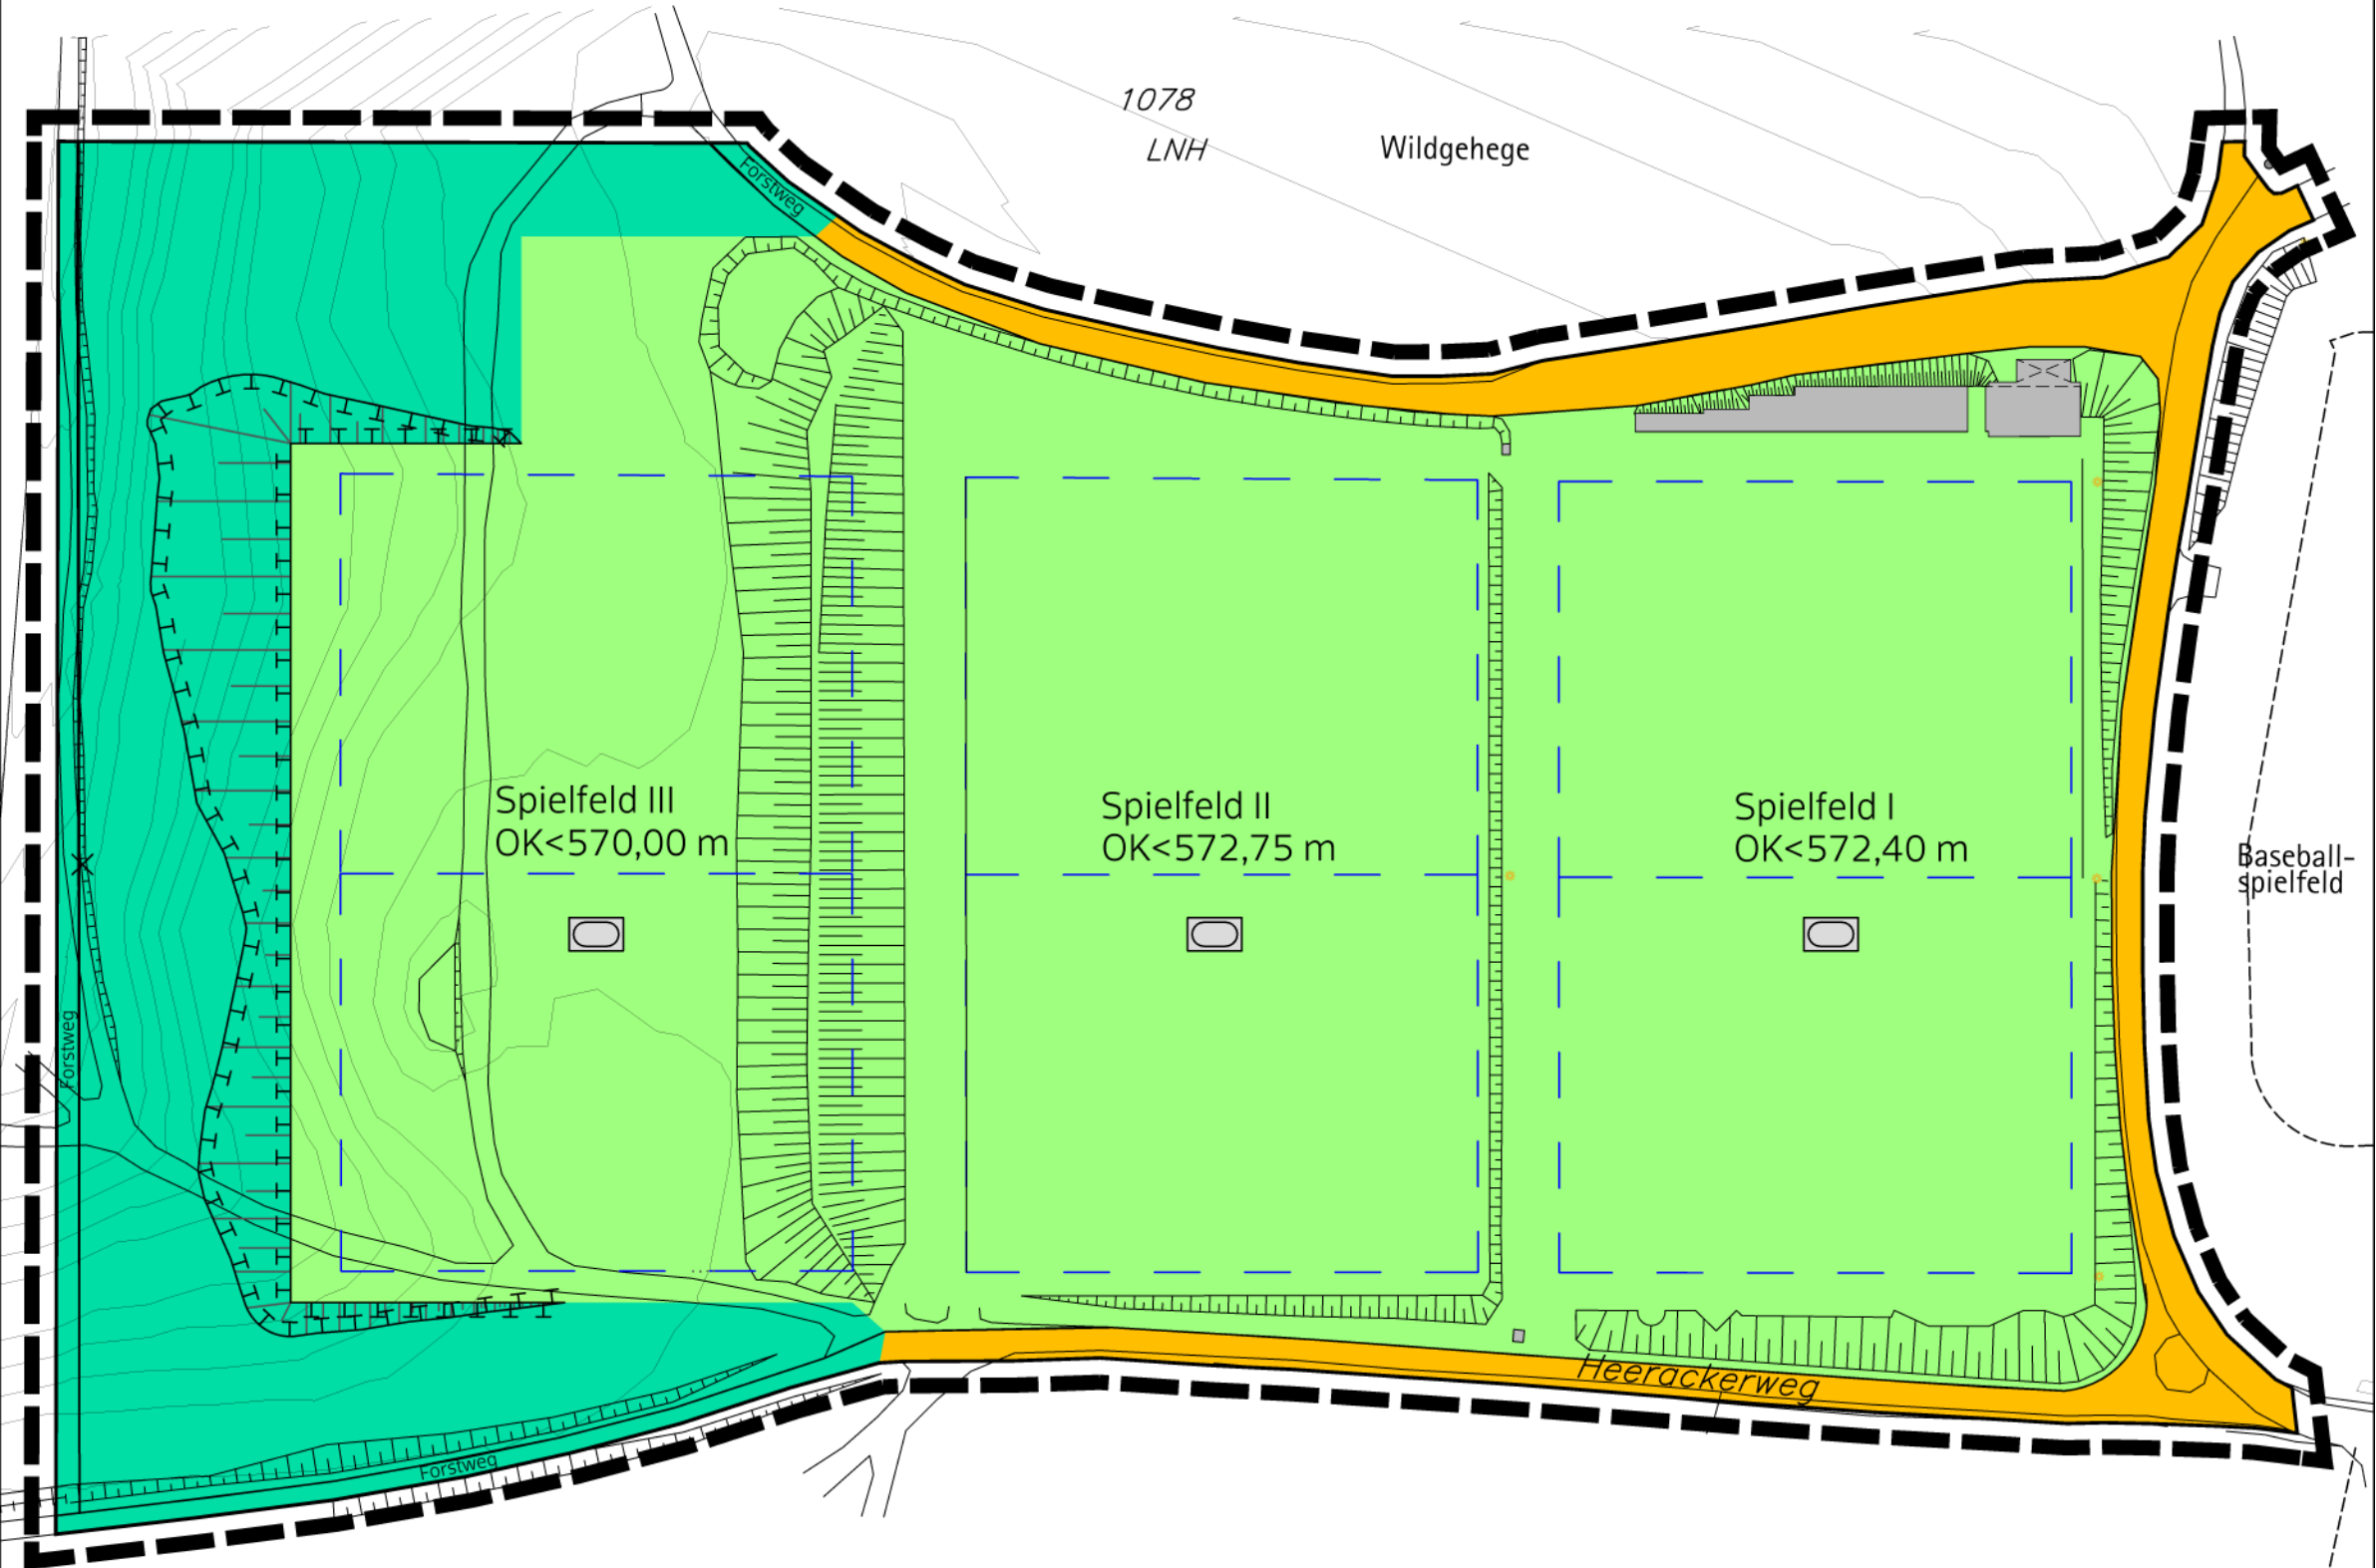 1078
LNH
Wildgehege
Forstweg
Spielfeld III
OK<570,00 m
Spielfeld II
OK<572,75 m
Spielfeld I
OK<572,40 m
Baseball-
spielfeld
Forstweg
Heerackerweg
Forstweg